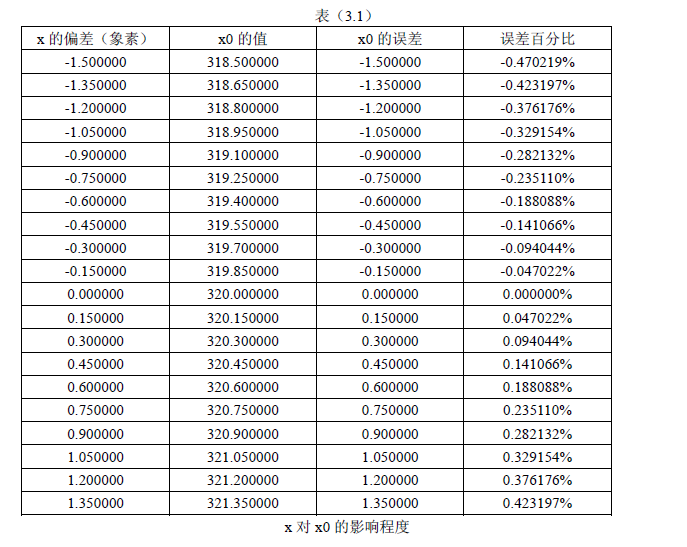 表（3.1）
x 的偏差（象素） x0 的值 x0 的误差 误差百分比
-1.500000 318.500000 -1.500000 -0.470219%
-1.350000 318.650000 -1.350000 -0.423197%
-1.200000 318.800000 -1.200000 -0.376176%
-1.050000 318.950000 -1.050000 -0.329154%
-0.900000 319.100000 -0.900000 -0.282132%
-0.750000 319.250000 -0.750000 -0.235110%
-0.600000 319.400000 -0.600000 -0.188088%
-0.450000 319.550000 -0.450000 -0.141066%
-0.300000 319.700000 -0.300000 -0.094044%
-0.150000 319.850000 -0.150000 -0.047022%
0.000000 320.000000 0.000000 0.000000%
0.150000 320.150000 0.150000 0.047022%
0.300000 320.300000 0.300000 0.094044%
0.450000 320.450000 0.450000 0.141066%
0.600000 320.600000 0.600000 0.188088%
0.750000 320.750000 0.750000 0.235110%
0.900000 320.900000 0.900000 0.282132%
1.050000 321.050000 1.050000 0.329154%
1.200000 321.200000 1.200000 0.376176%
1.350000 321.350000 1.350000 0.423197%
x 对 x0 的影响程度